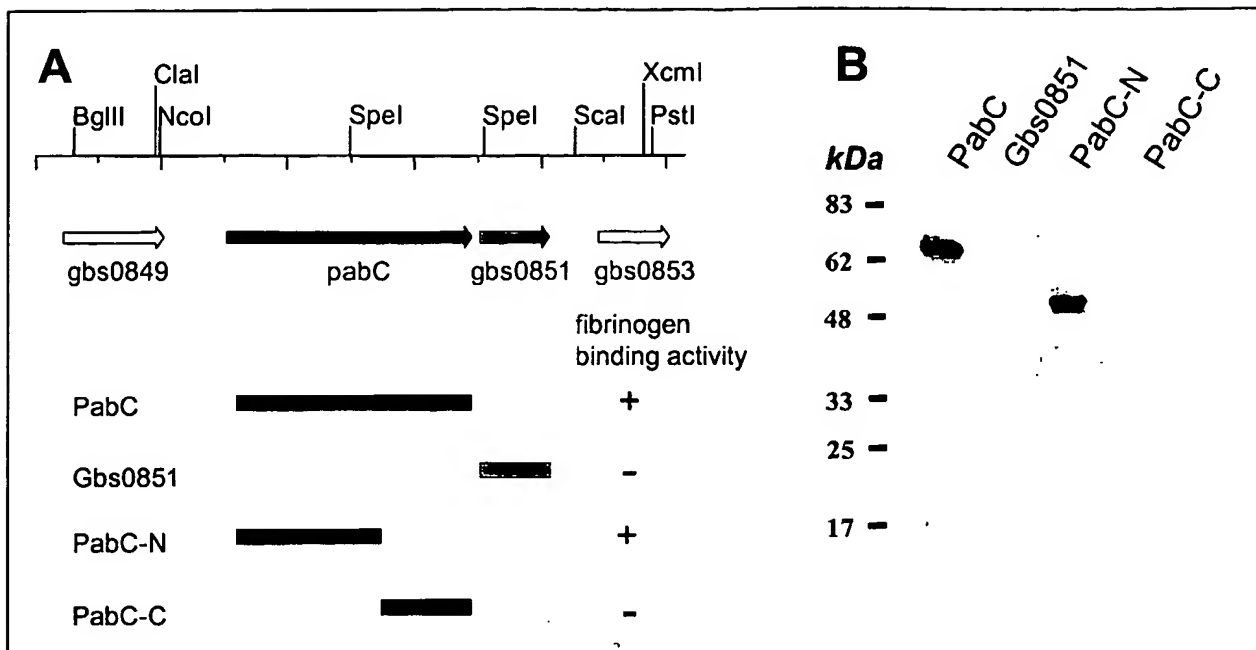 A
ClaI
XcmI
BglII
NcoI
SpeI
SpeI
ScaI
PstI
gbs0849
pabC
gbs0851
gbs0853
fibrinogen
binding activity
PabC
+
Gbs0851
-
PabC-N
+
PabC-C
-
B
PabC
Gbs0851
PabC-N
PabC-C
kDa
83
62
48
33
25
17